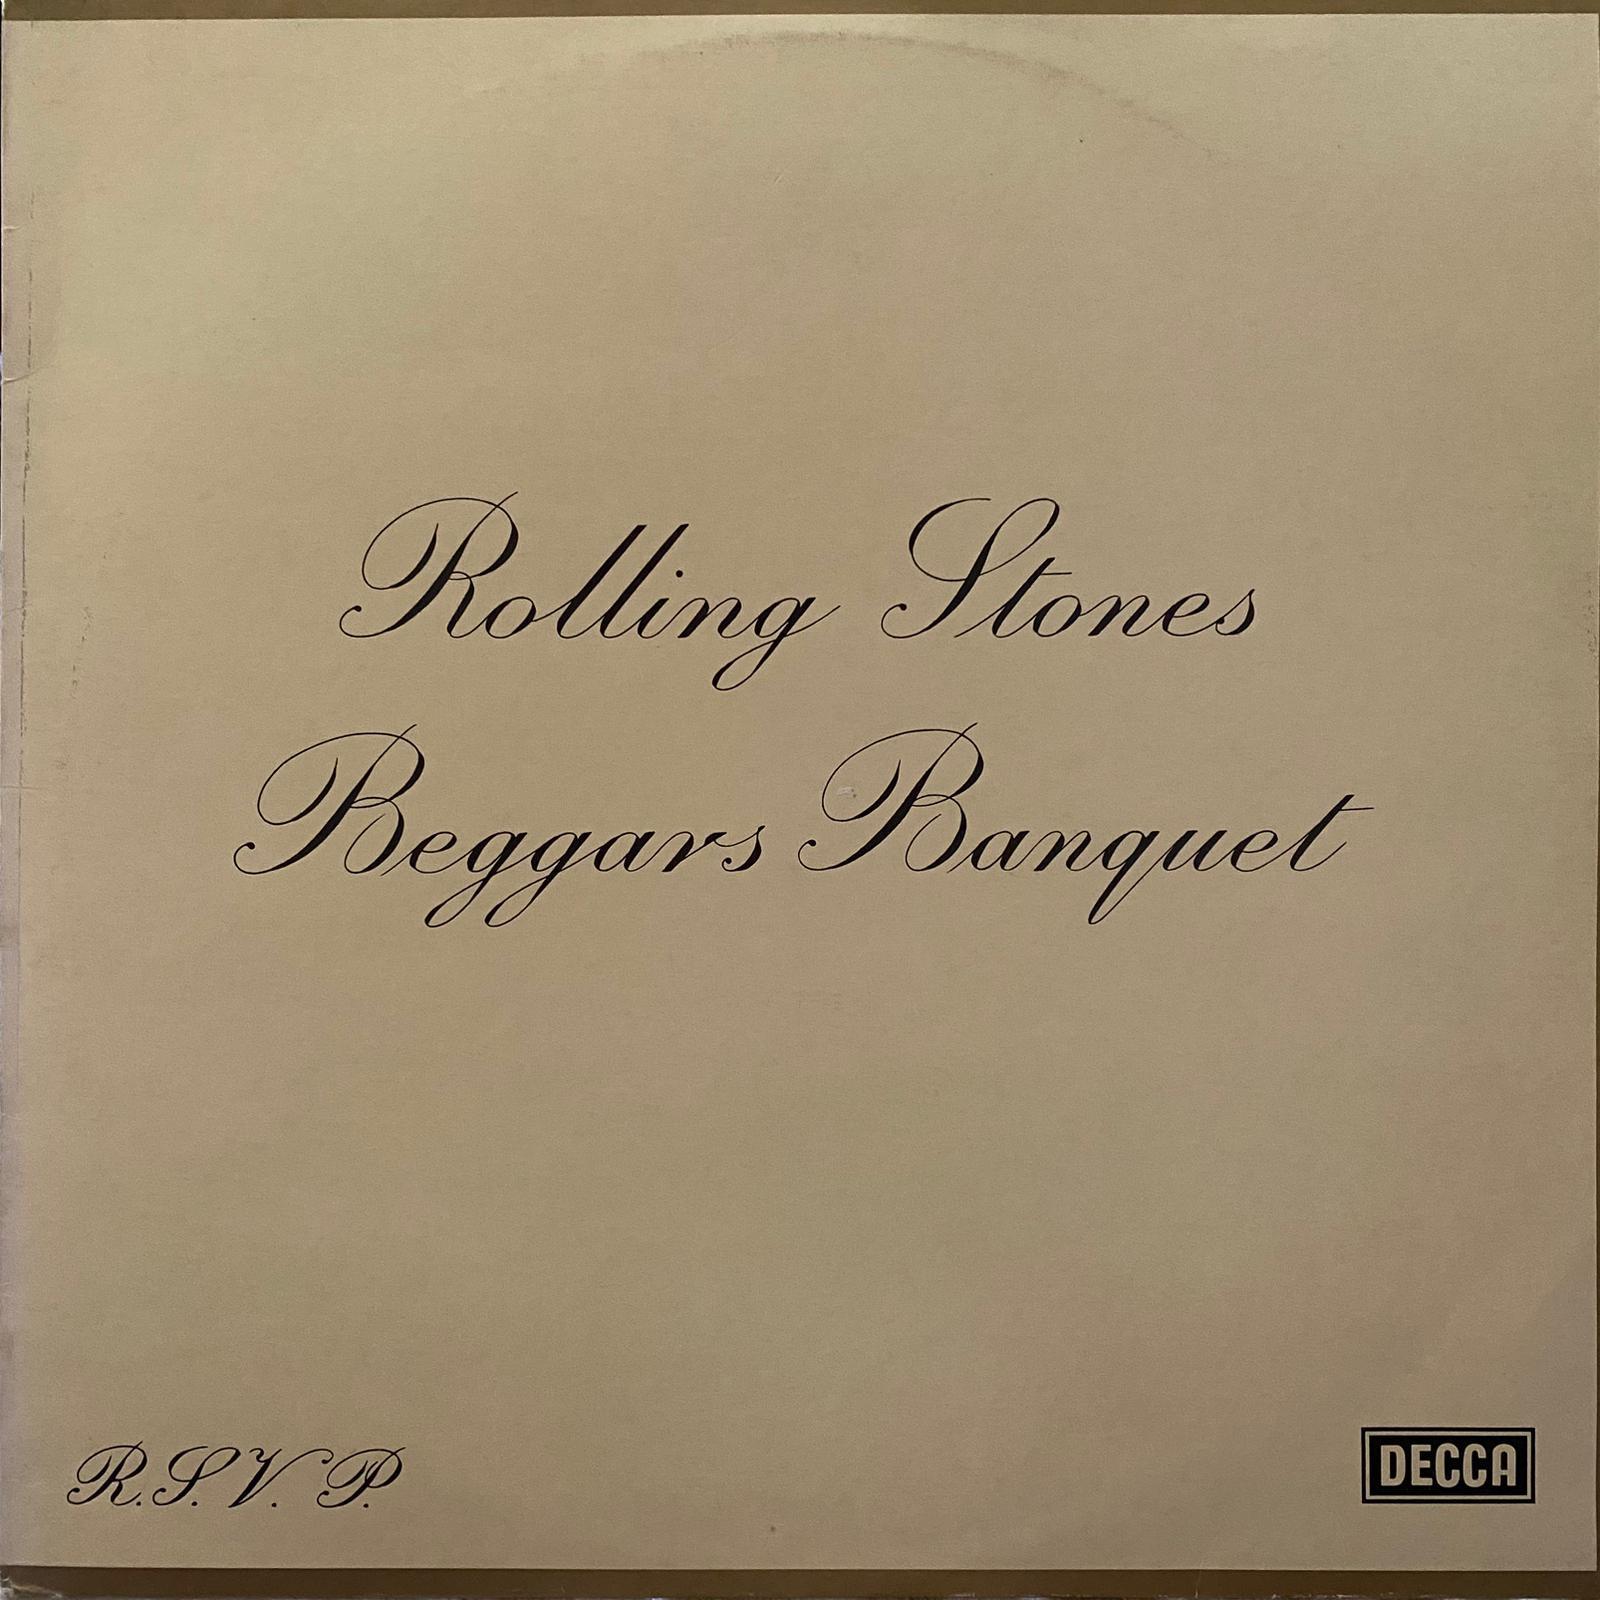 Rolling Stones
Beggars Banquet
R.S.V.P.
DECCA